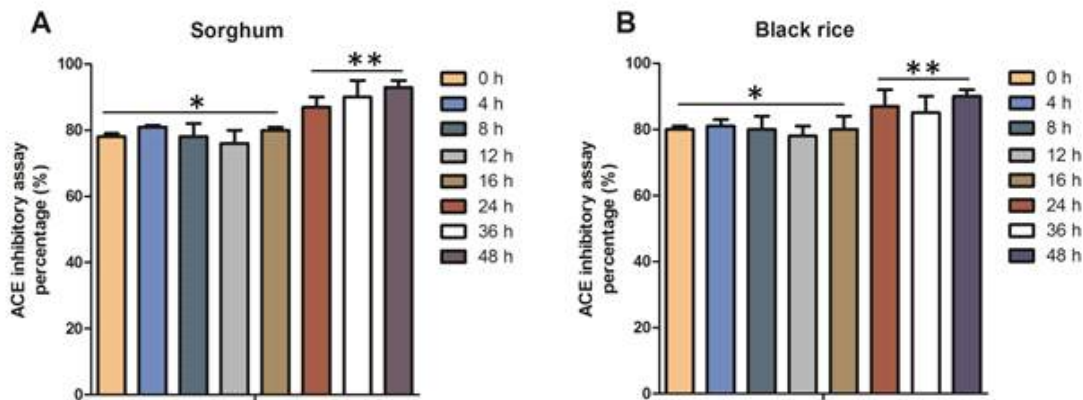 A
Sorghum
ACE inhibitory assay
percentage (%)
100
80
60
40
20
0
*
**
0 h
4 h
8 h
12 h
16 h
24 h
36 h
48 h
B
Black rice
ACE inhibitory assay
percentage (%)
100
80
60
40
20
0
*
**
0 h
4 h
8 h
12 h
16 h
24 h
36 h
48 h